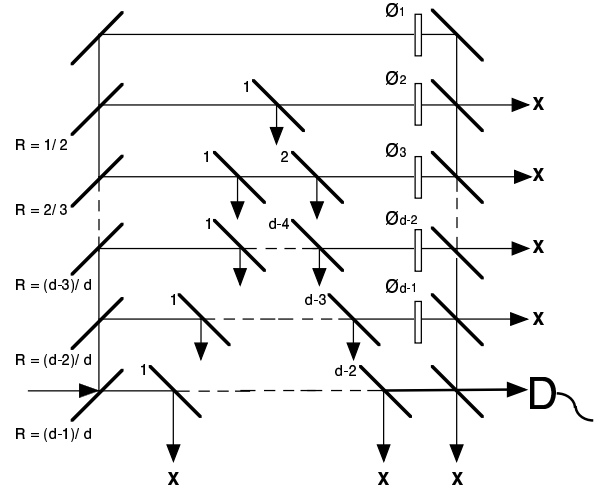 Ø1
1
Ø2
X
R = 1/ 2
1
2
Ø3
X
R = 2/ 3
1
d-4
Ød-2
X
R = (d-3)/ d
1
d-3
Ød-1
X
R = (d-2)/ d
1
d-2
D
R = (d-1)/ d
X
X
X